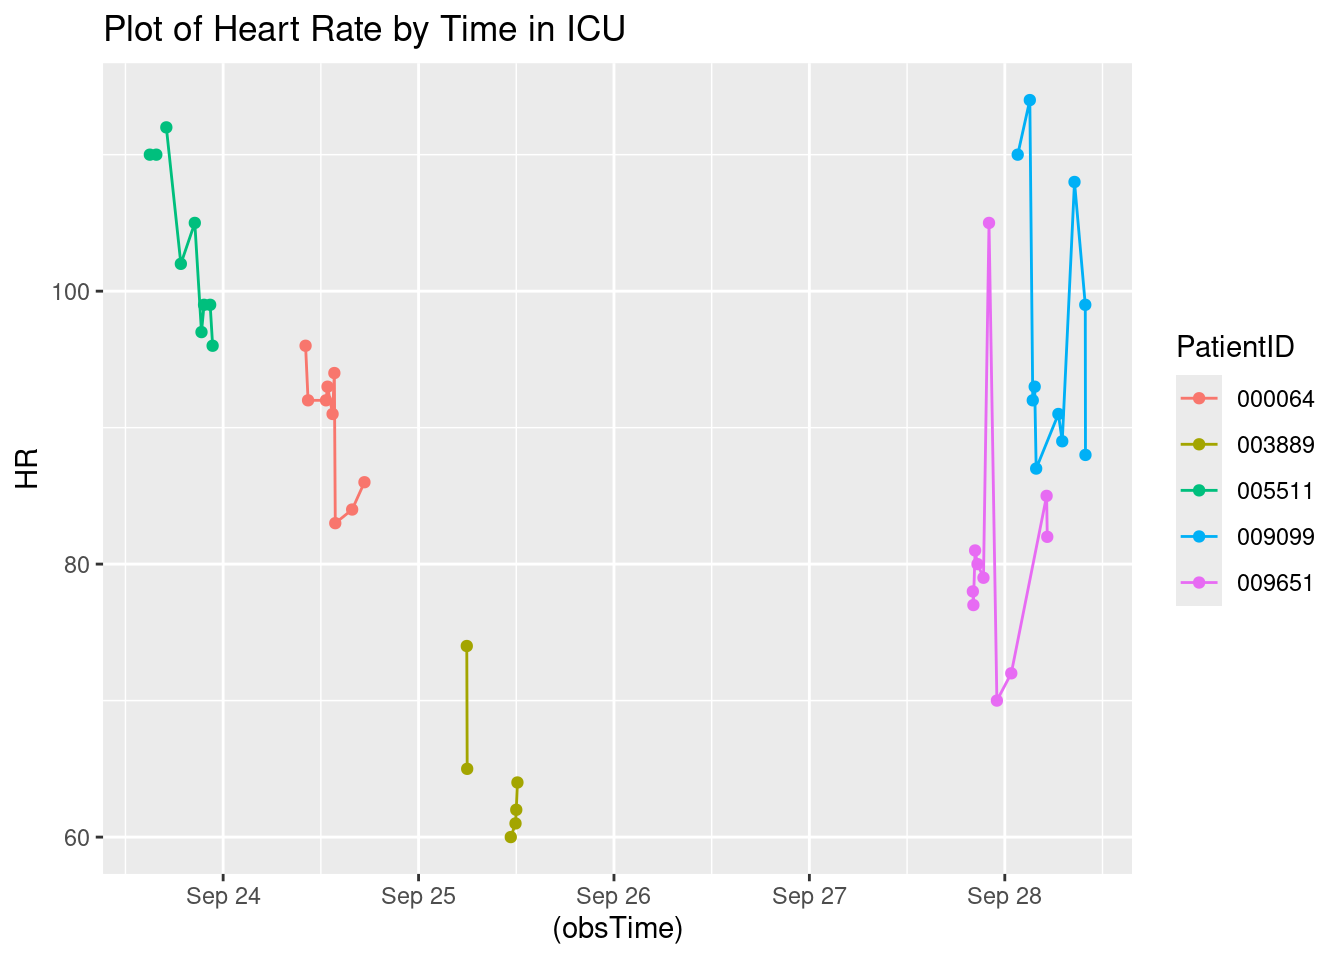 Plot of Heart Rate by Time in ICU
100
80
60
HR
Sep 24
Sep 25
Sep 26
Sep 27
Sep 28
(obsTime)
PatientID
000064
003889
005511
009099
009651